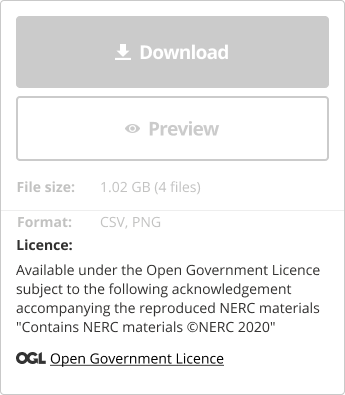 Download
Preview
File size: 1.02 GB (4 files)
Format: CSV, PNG
Licence:
Available under the Open Government Licence
subject to the following acknowledgement
accompanying the reproduced NERC materials
"Contains NERC materials ©NERC 2020"
OGL Open Government Licence